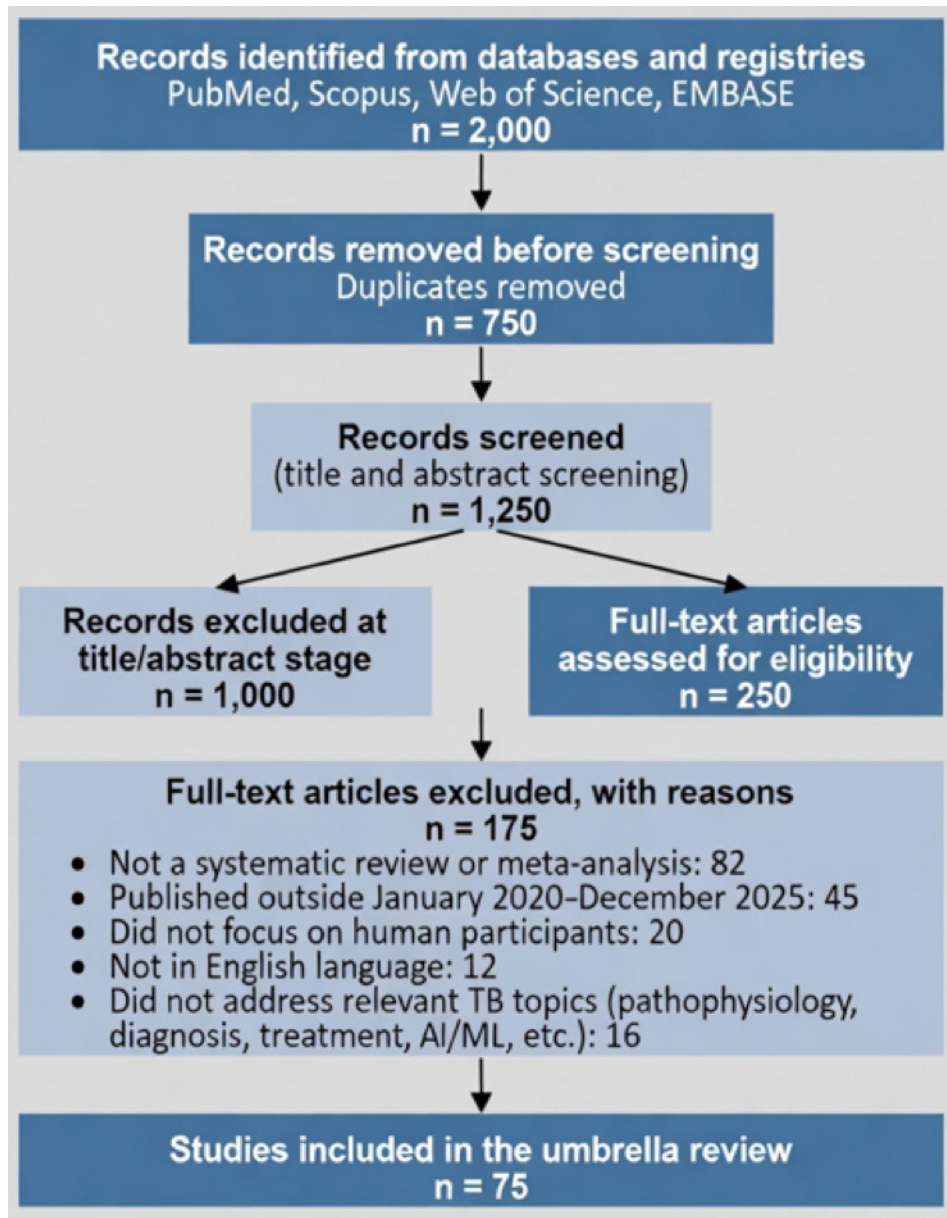 Records identified from databases and registries
PubMed, Scopus, Web of Science, EMBASE
n = 2,000
Records removed before screening
Duplicates removed
n = 750
Records screened
(title and abstract screening)
n = 1,250
Records excluded at
title/abstract stage
n = 1,000
Full-text articles
assessed for eligibility
n = 250
Full-text articles excluded, with reasons
n = 175
• Not a systematic review or meta-analysis: 82
• Published outside January 2020–December 2025: 45
• Did not focus on human participants: 20
• Not in English language: 12
• Did not address relevant TB topics (pathophysiology,
diagnosis, treatment, AI/ML, etc.): 16
Studies included in the umbrella review
n = 75